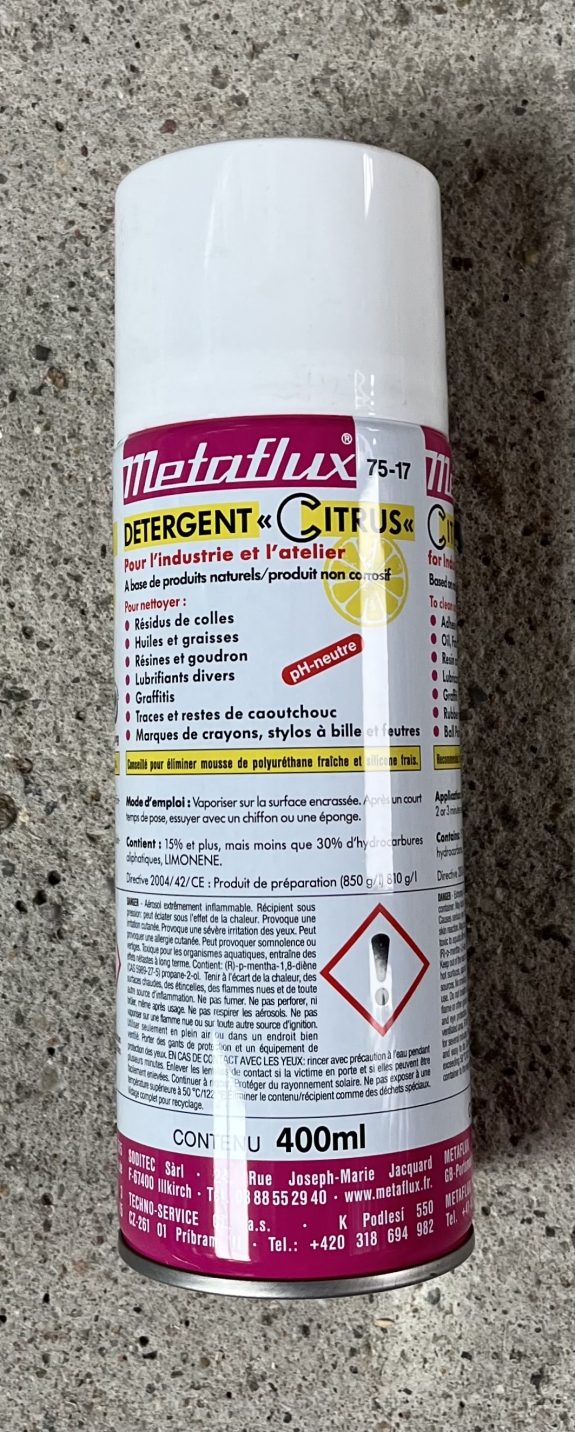 Metaflux® 75-17
DETERGENT «CITRUS«
Pour l'industrie et l'atelier
A base de produits naturels/produit non corrosif
Pour nettoyer :
• Résidus de colles
• Huiles et graisses
• Résines et goudron
• Lubrifiants divers
• Graffitis
• Traces et restes de caoutchouc
• Marques de crayons, stylos à bille et feutres
pH-neutre
Conseillé pour éliminer mousse de polyuréthane fraîche et silicone frais.
Mode d'emploi : Vaporiser sur la surface encrassée. Après un court
temps de pose, essuyer avec un chiffon ou une éponge.
Contient : 15% et plus, mais moins que 30% d'hydrocarbures
aliphatiques, LIMONENE.
Directive 2004/42/CE : Produit de préparation (850 g/l) 810 g/l
DANGER - Aérosol extrêmement inflammable. Récipient sous
pression: peut éclater sous l'effet de la chaleur. Provoque une
irritation cutanée. Provoque une sévère irritation des yeux. Peut
provoquer une allergie cutanée. Peut provoquer somnolence ou
vertiges. Toxique pour les organismes aquatiques, entraîne des
effets néfastes à long terme. Contient: (R)-p-mentha-1,8-diène
(CAS 5989-27-5) propane-2-ol. Tenir à l'écart de la chaleur, des
surfaces chaudes, des étincelles, des flammes nues et de toute
autre source d'inflammation. Ne pas fumer. Ne pas perforer, ni
brûler, même après usage. Ne pas respirer les aérosols. Ne pas
vaporiser sur une flamme nue ou sur toute autre source d'ignition.
Utiliser seulement en plein air ou dans un endroit bien
ventilé. Porter des gants de protection et un équipement de
protection des yeux. EN CAS DE CONTACT AVEC LES YEUX: rincer avec précaution à l'eau pendant
plusieurs minutes. Enlever les lentilles de contact si la victime en porte et si elles peuvent être
facilement enlevées. Continuer à rincer. Protéger du rayonnement solaire. Ne pas exposer à une
température supérieure à 50 °C/122 °F. Éliminer le contenu/récipient comme des déchets spéciaux.
Vidage complet pour recyclage.
CONTENU 400ml
SODITEC Sàrl · Rue Joseph-Marie Jacquard
F-67400 Illkirch · 88 55 29 40 · www.metaflux.fr.
TECHNO-SERVICE a.s. · K Podlesi 550
CZ-261 01 Pribram · Tel.: +420 318 694 982